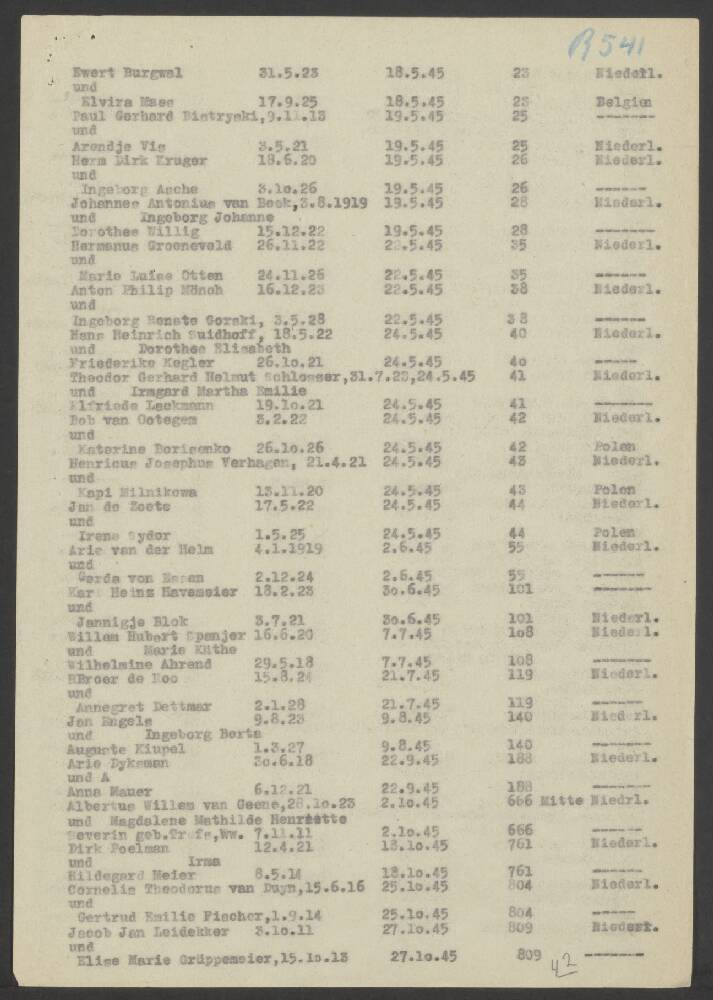 R 541
Ewert Burgwal 31.5.23 18.5.45 23 Niederl.
und
Elvira Maes 17.9.25 18.5.45 23 Belgien
Paul Gerhard Bistryski, 9.11.13 19.5.45 25 -------
und
Arendje Vis 3.5.21 19.5.45 25 Niederl.
Herm Dirk Kruger 18.6.20 19.5.45 26 Niederl.
und
Ingeborg Asche 3.10.26 19.5.45 26 ------
Johannes Antonius van Beek, 3.8.1919 19.5.45 28 Niederl.
und Ingeborg Johanne
Dorothee Willig 15.12.22 19.5.45 28 -------
Hermanus Groeneveld 26.11.22 22.5.45 35 Niederl.
und
Marie Luise Otten 24.11.26 22.5.45 35 ------
Anton Philip Mönch 16.12.23 22.5.45 38 Niederl.
und
Ingeborg Renate Gorski, 3.5.28 22.5.45 38 ------
Hans Heinrich Suidhoff, 18.5.22 24.5.45 40 Niederl.
und Dorothee Elisabeth
Friederike Kegler 26.10.21 24.5.45 40 ------
Theodor Gerhard Helmut Schlosser, 31.7.23, 24.5.45 41 Niederl.
und Irmgard Martha Emilie
Elfriede Lackmann 19.10.21 24.5.45 41 -------
Bob van Ootegem 3.2.22 24.5.45 42 Niederl.
und
Katerina Borisenko 26.10.26 24.5.45 42 Polen
Henricus Josephus Verhagen, 21.4.21 24.5.45 43 Niederl.
und
Kapi Milnikowa 13.11.20 24.5.45 43 Polen
Jan de Zoete 17.5.22 24.5.45 44 Niederl.
und
Irene Sydor 1.5.25 24.5.45 44 Polen
Arie van der Helm 4.1.1919 2.6.45 55 Niederl.
und
Gerda von Essen 2.12.24 2.6.45 55 ------
Karl Heinz Havemeier 18.2.23 30.6.45 101 ------
und
Jannigje Blok 3.7.21 30.6.45 101 Niederl.
Willem Hubert Spanjer 16.6.20 7.7.45 108 Niederl.
und Marie Käthe
Wilhelmine Ahrend 29.5.18 7.7.45 108 ------
Broer de Roo 15.8.24 21.7.45 119 Niederl.
und
Annegret Dettmar 2.1.28 21.7.45 119 ------
Jan Engels 9.8.23 9.8.45 140 Niederl.
und Ingeborg Berta
Auguste Kiupel 1.3.27 9.8.45 140 ------
Arie Dyksman 30.6.18 22.9.45 188 Niederl.
und A
Anna Mauer 6.12.21 22.9.45 188 ------
Albertus Willem van Geene, 28.10.23 2.10.45 666 Mitte Niedrl.
und Magdalene Mathilde Henriette
Severin geb. Ww. 7.11.11 2.10.45 666 ------
Dirk Poelman 12.4.21 13.10.45 761 Niederl.
und Irma
Hildegard Meier 8.5.14 13.10.45 761 ------
Cornelis Theodorus van Duyn, 15.6.16 25.10.45 804 Niederl.
und
Gertrud Emilie Fischer, 1.9.14 25.10.45 804 ------
Jacob Jan Leidekker 3.10.11 27.10.45 809 Niederl.
und
Elise Marie Grüppemeier, 15.10.13 27.10.45 809 ------
42